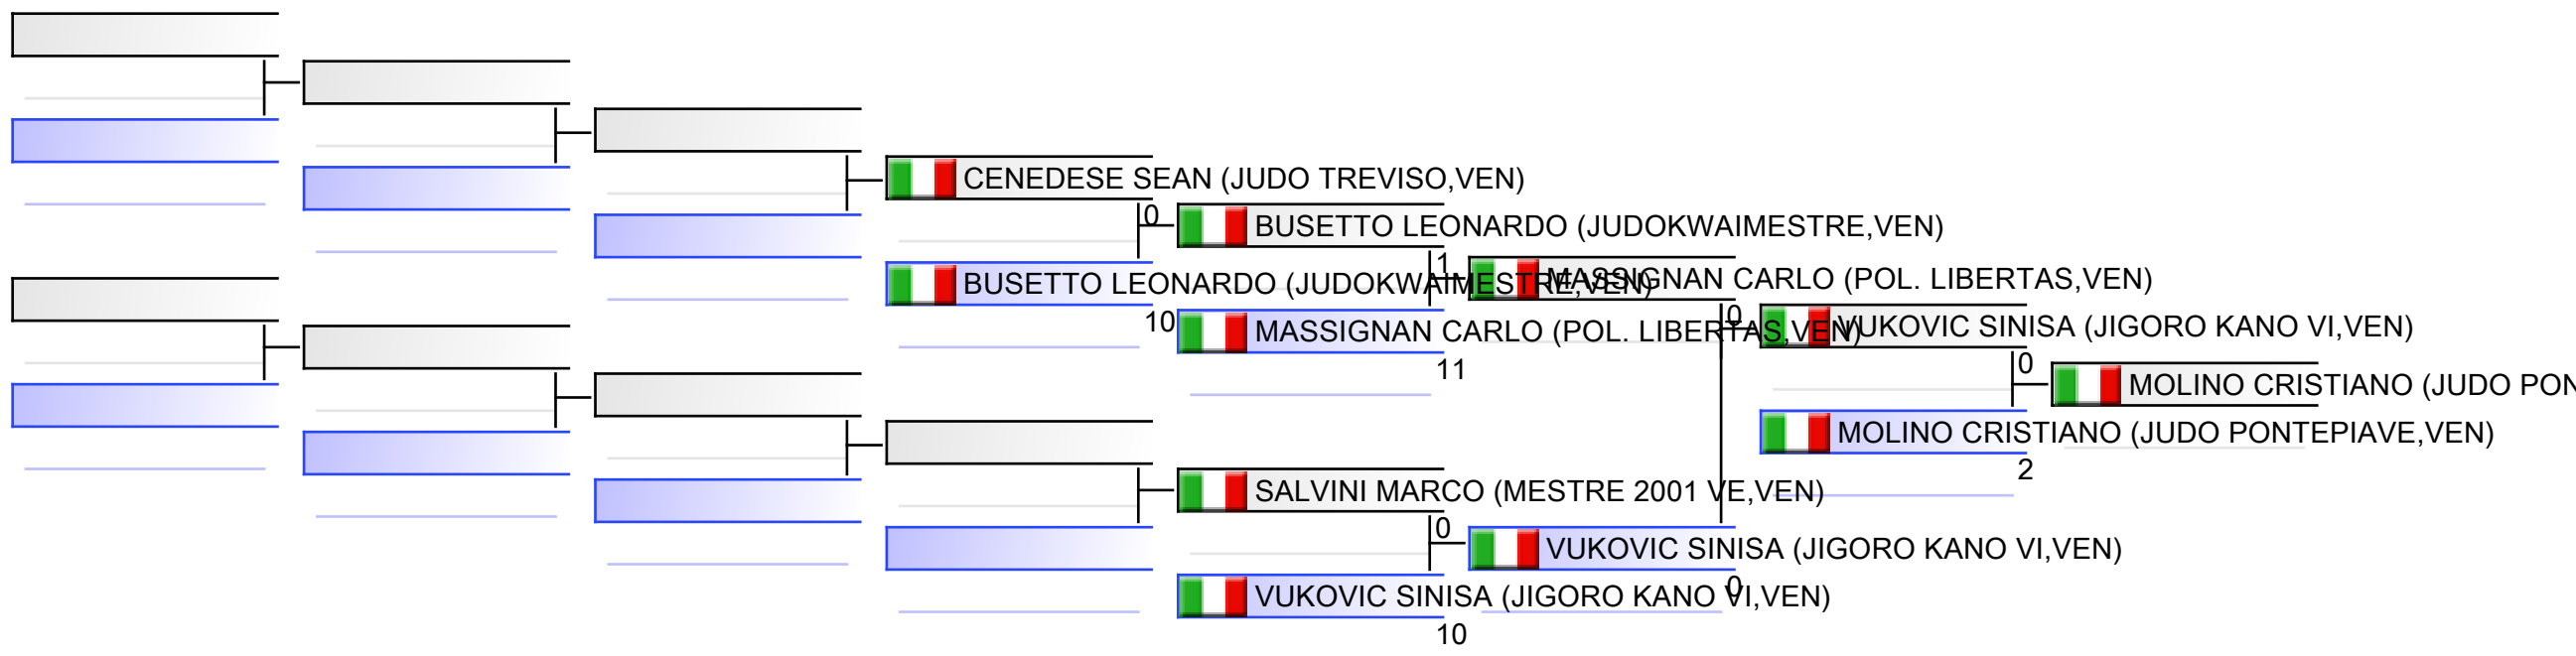 CENEDESE SEAN (JUDO TREVISO,VEN)
0
BUSETTO LEONARDO (JUDOKWAIMESTRE,VEN)
BUSETTO LEONARDO (JUDOKWAIMESTRE,VEN)
10
1
MASSIGNAN CARLO (POL. LIBERTAS,VEN)
MASSIGNAN CARLO (POL. LIBERTAS,VEN)
11
0
VUKOVIC SINISA (JIGORO KANO VI,VEN)
0
MOLINO CRISTIANO (JUDO PON
MOLINO CRISTIANO (JUDO PONTEPIAVE,VEN)
2
SALVINI MARCO (MESTRE 2001 VE,VEN)
0
VUKOVIC SINISA (JIGORO KANO VI,VEN)
0
VUKOVIC SINISA (JIGORO KANO VI,VEN)
10